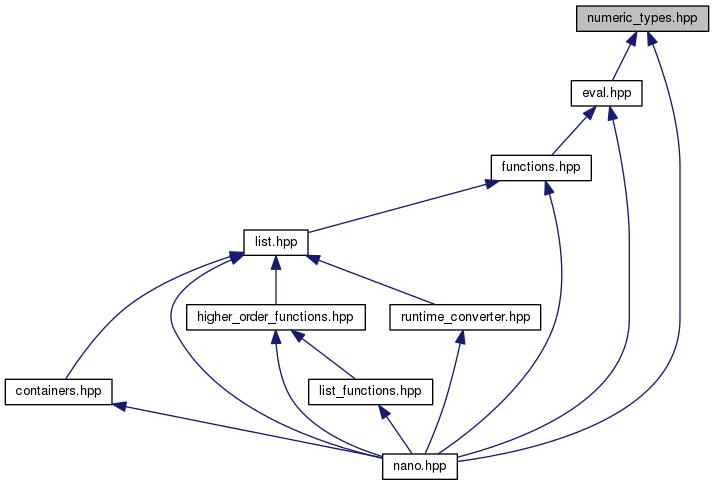 numeric_types.hpp
eval.hpp
functions.hpp
list.hpp
higher_order_functions.hpp
runtime_converter.hpp
containers.hpp
list_functions.hpp
nano.hpp